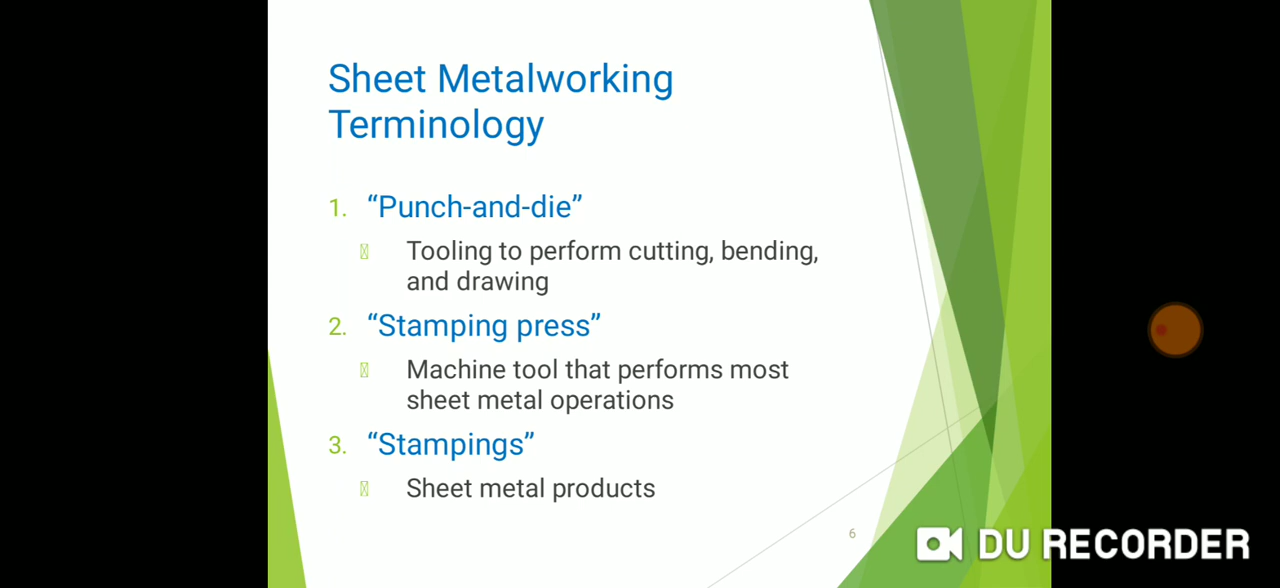 Sheet Metalworking
Terminology
1. “Punch-and-die”
Tooling to perform cutting, bending,
and drawing
2. “Stamping press”
Machine tool that performs most
sheet metal operations
3. “Stampings”
Sheet metal products
6
DU RECORDER